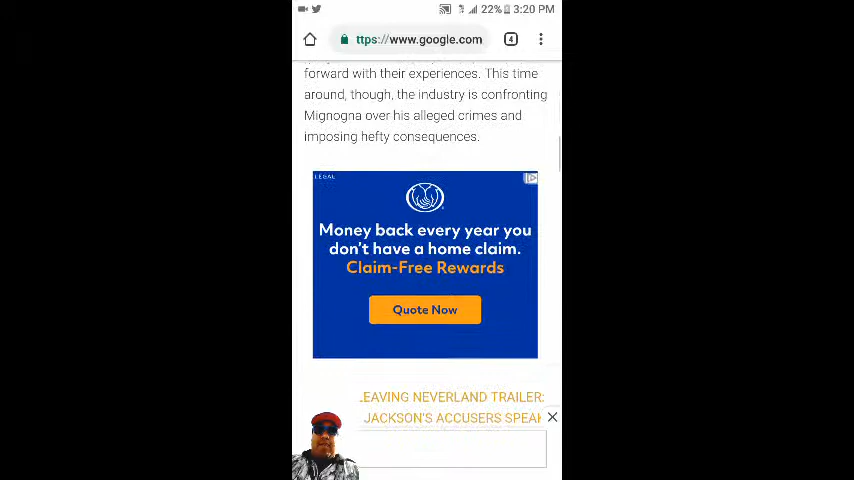 22% 3:20 PM
ttps://www.google.com
4
forward with their experiences. This time
around, though, the industry is confronting
Mignogna over his alleged crimes and
imposing hefty consequences.
LEGAL
Money back every year you
don't have a home claim.
Claim-Free Rewards
Quote Now
LEAVING NEVERLAND TRAILER:
JACKSON'S ACCUSERS SPEAK